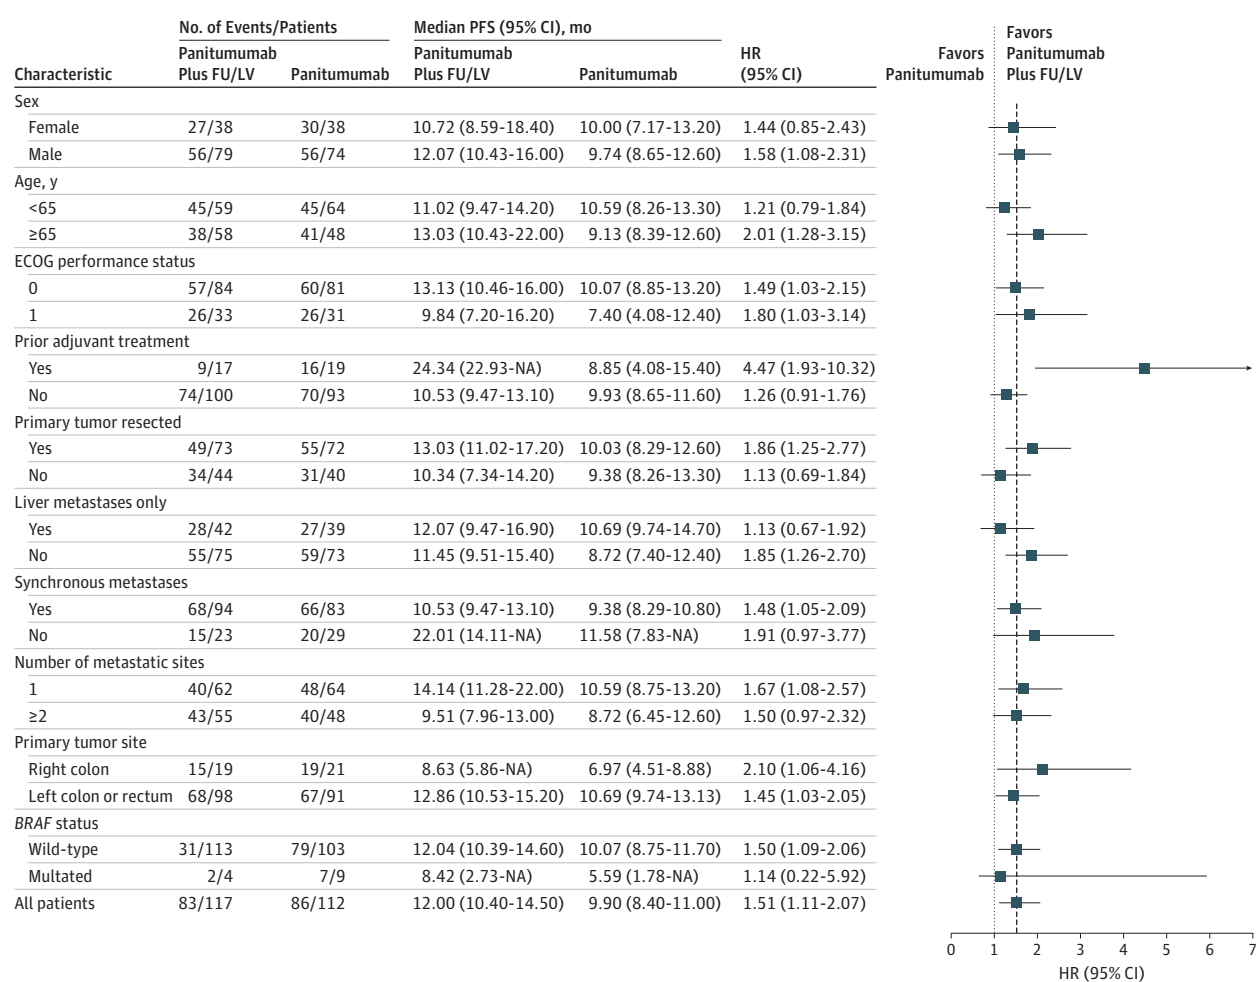 No. of Events/Patients Median PFS (95% CI), mo
Favors
Panitumumab Panitumumab HR Favors Panitumumab
Characteristic Plus FU/LV Panitumumab Plus FU/LV Panitumumab (95% CI) Panitumumab Plus FU/LV
Sex
Female 27/38 30/38 10.72 (8.59-18.40) 10.00 (7.17-13.20) 1.44 (0.85-2.43)
Male 56/79 56/74 12.07 (10.43-16.00) 9.74 (8.65-12.60) 1.58 (1.08-2.31)
Age, y
<65 45/59 45/64 11.02 (9.47-14.20) 10.59 (8.26-13.30) 1.21 (0.79-1.84)
≥65 38/58 41/48 13.03 (10.43-22.00) 9.13 (8.39-12.60) 2.01 (1.28-3.15)
ECOG performance status
0 57/84 60/81 13.13 (10.46-16.00) 10.07 (8.85-13.20) 1.49 (1.03-2.15)
1 26/33 26/31 9.84 (7.20-16.20) 7.40 (4.08-12.40) 1.80 (1.03-3.14)
Prior adjuvant treatment
Yes 9/17 16/19 24.34 (22.93-NA) 8.85 (4.08-15.40) 4.47 (1.93-10.32)
No 74/100 70/93 10.53 (9.47-13.10) 9.93 (8.65-11.60) 1.26 (0.91-1.76)
Primary tumor resected
Yes 49/73 55/72 13.03 (11.02-17.20) 10.03 (8.29-12.60) 1.86 (1.25-2.77)
No 34/44 31/40 10.34 (7.34-14.20) 9.38 (8.26-13.30) 1.13 (0.69-1.84)
Liver metastases only
Yes 28/42 27/39 12.07 (9.47-16.90) 10.69 (9.74-14.70) 1.13 (0.67-1.92)
No 55/75 59/73 11.45 (9.51-15.40) 8.72 (7.40-12.40) 1.85 (1.26-2.70)
Synchronous metastases
Yes 68/94 66/83 10.53 (9.47-13.10) 9.38 (8.29-10.80) 1.48 (1.05-2.09)
No 15/23 20/29 22.01 (14.11-NA) 11.58 (7.83-NA) 1.91 (0.97-3.77)
Number of metastatic sites
1 40/62 48/64 14.14 (11.28-22.00) 10.59 (8.75-13.20) 1.67 (1.08-2.57)
≥2 43/55 40/48 9.51 (7.96-13.00) 8.72 (6.45-12.60) 1.50 (0.97-2.32)
Primary tumor site
Right colon 15/19 19/21 8.63 (5.86-NA) 6.97 (4.51-8.88) 2.10 (1.06-4.16)
Left colon or rectum 68/98 67/91 12.86 (10.53-15.20) 10.69 (9.74-13.13) 1.45 (1.03-2.05)
BRAF status
Wild-type 31/113 79/103 12.04 (10.39-14.60) 10.07 (8.75-11.70) 1.50 (1.09-2.06)
Multated 2/4 7/9 8.42 (2.73-NA) 5.59 (1.78-NA) 1.14 (0.22-5.92)
All patients 83/117 86/112 12.00 (10.40-14.50) 9.90 (8.40-11.00) 1.51 (1.11-2.07)
0 1 2 3 4 5 6 7
HR (95% CI)